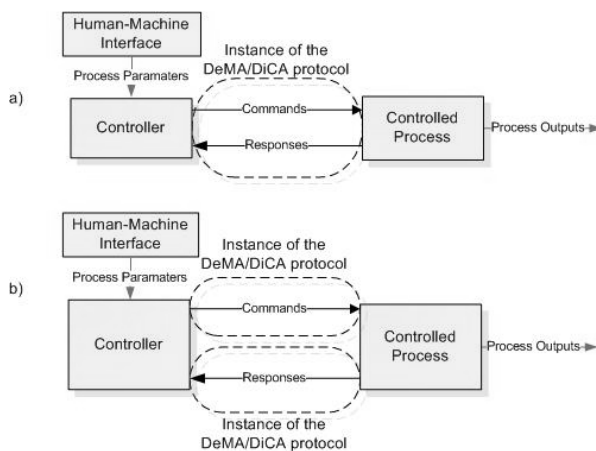 Human-Machine
Interface
Instance of the
DeMA/DiCA protocol
Process Paramaters
a)
Controller
Commands
Responses
Controlled
Process
Process Outputs
Human-Machine
Interface
Instance of the
DeMA/DiCA protocol
Process Paramaters
b)
Controller
Commands
Responses
Controlled
Process
Process Outputs
Instance of the
DeMA/DiCA protocol